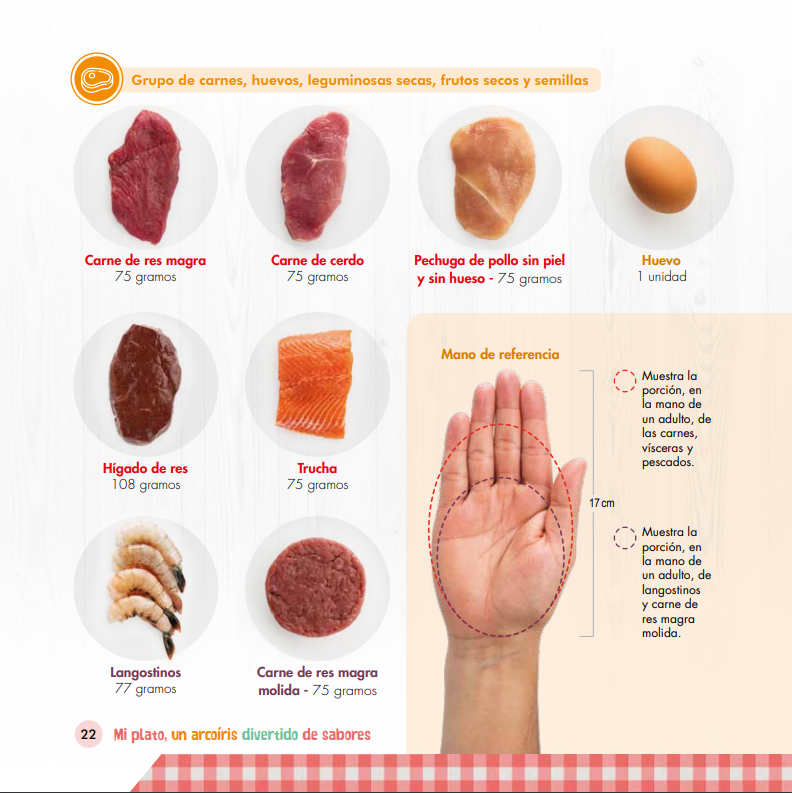 Grupo de carnes, huevos, leguminosas secas, frutos secos y semillas
Carne de res magra
75 gramos
Carne de cerdo
75 gramos
Pechuga de pollo sin piel
y sin hueso - 75 gramos
Huevo
1 unidad
Hígado de res
108 gramos
Trucha
75 gramos
Langostinos
77 gramos
Carne de res magra
molida - 75 gramos
Mano de referencia
17 cm
Muestra la
porción, en
la mano de
un adulto, de
las carnes,
vísceras y
pescados.
Muestra la
porción, en
la mano de
un adulto, de
langostinos
y carne de
res magra
molida.
22 Mi plato, un arcoíris divertido de sabores